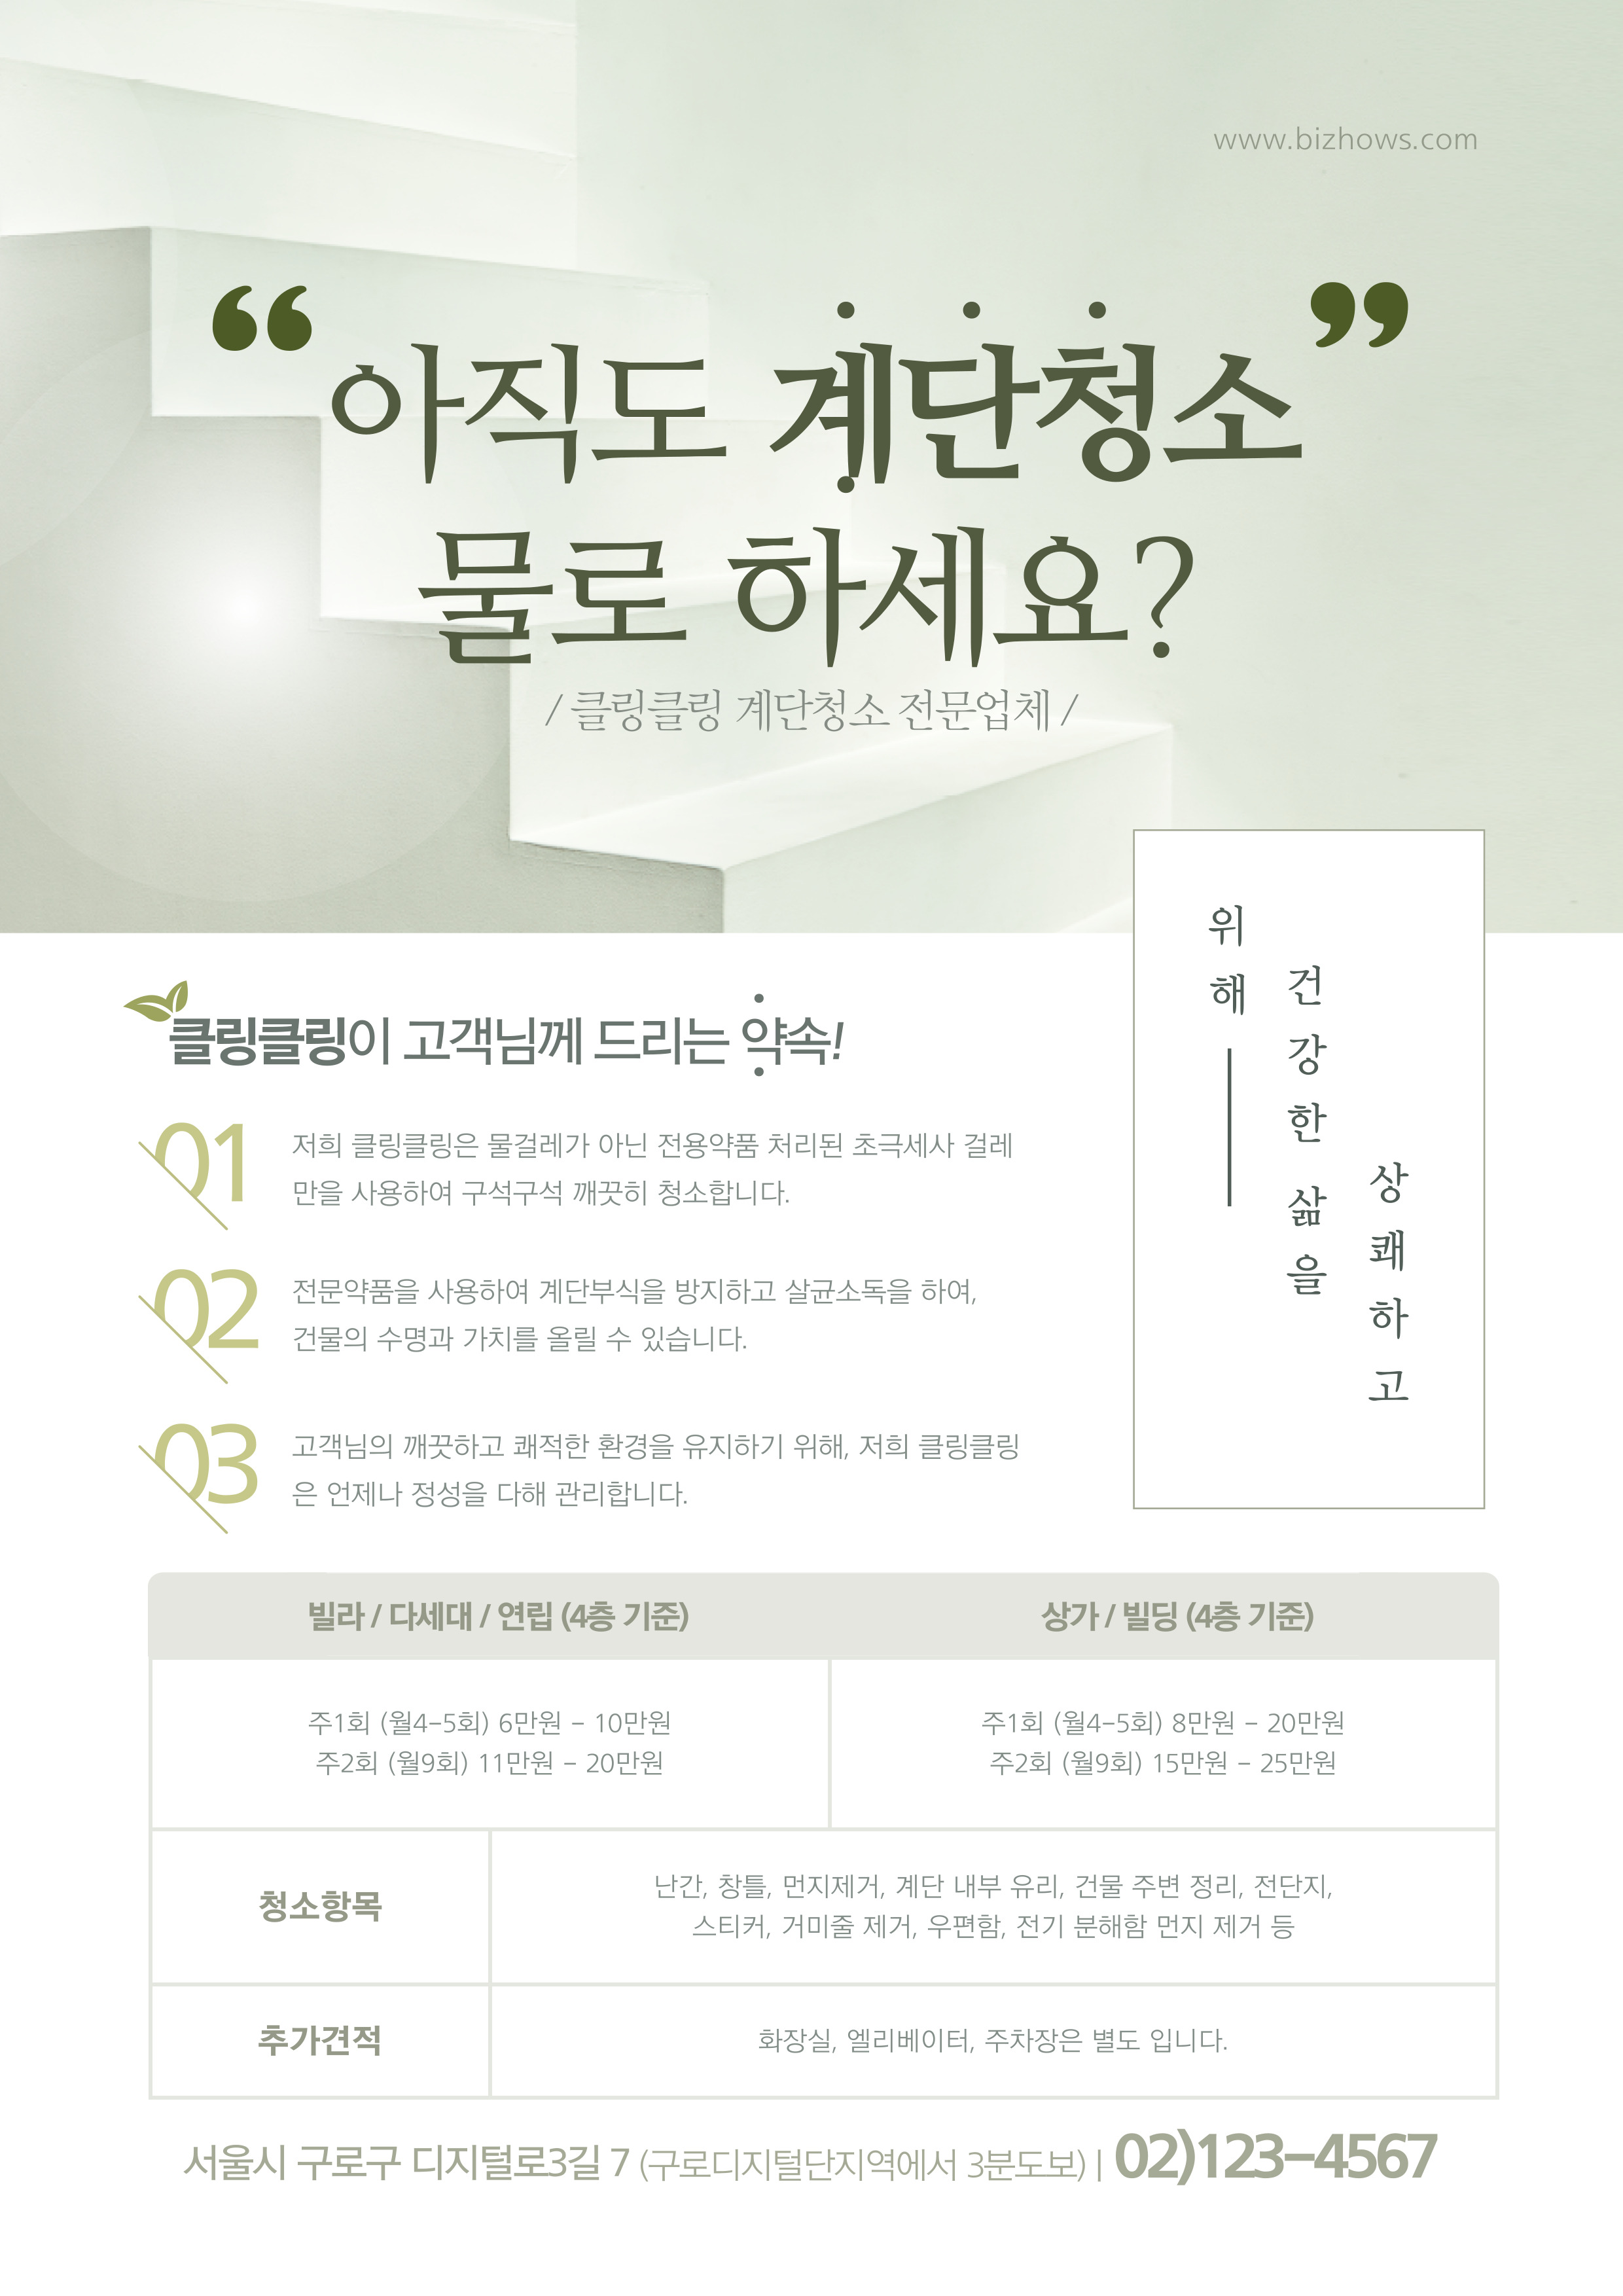 www.bizhows.com
“아직도 계단청소”
물로 하세요?
/ 클링클링 계단청소 전문업체 /
상쾌하고
건강한 삶을
위해
클링클링이 고객님께 드리는 약속!
01
저희 클링클링은 물걸레가 아닌 전용약품 처리된 초극세사 걸레
만을 사용하여 구석구석 깨끗히 청소합니다.
02
전문약품을 사용하여 계단부식을 방지하고 살균소독을 하여,
건물의 수명과 가치를 올릴 수 있습니다.
03
고객님의 깨끗하고 쾌적한 환경을 유지하기 위해, 저희 클링클링
은 언제나 정성을 다해 관리합니다.
빌라 / 다세대 / 연립 (4층 기준)
상가 / 빌딩 (4층 기준)
주1회 (월4-5회) 6만원 - 10만원
주2회 (월9회) 11만원 - 20만원
주1회 (월4-5회) 8만원 - 20만원
주2회 (월9회) 15만원 - 25만원
청소항목
난간, 창틀, 먼지제거, 계단 내부 유리, 건물 주변 정리, 전단지,
스티커, 거미줄 제거, 우편함, 전기 분해함 먼지 제거 등
추가견적
화장실, 엘리베이터, 주차장은 별도 입니다.
서울시 구로구 디지털로3길 7 (구로디지털단지역에서 3분도보) | 02)123-4567